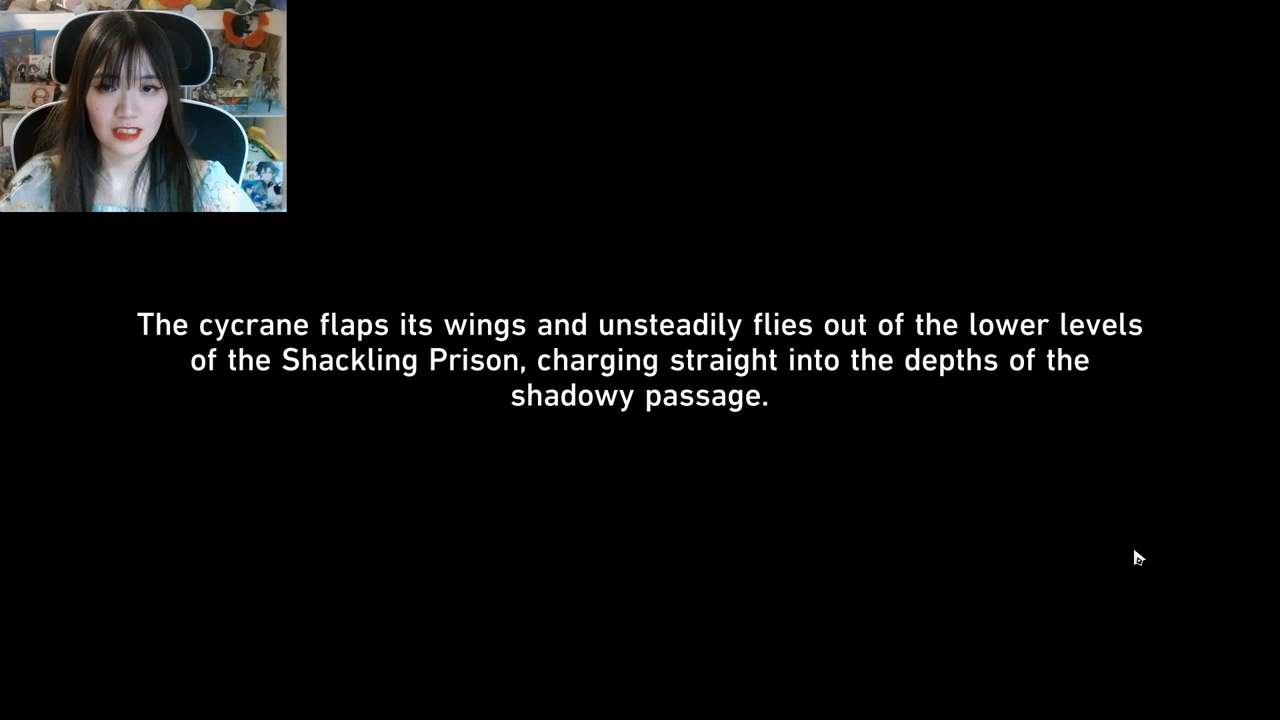 The cycrane flaps its wings and unsteadily flies out of the lower levels
of the Shackling Prison, charging straight into the depths of the
shadowy passage.